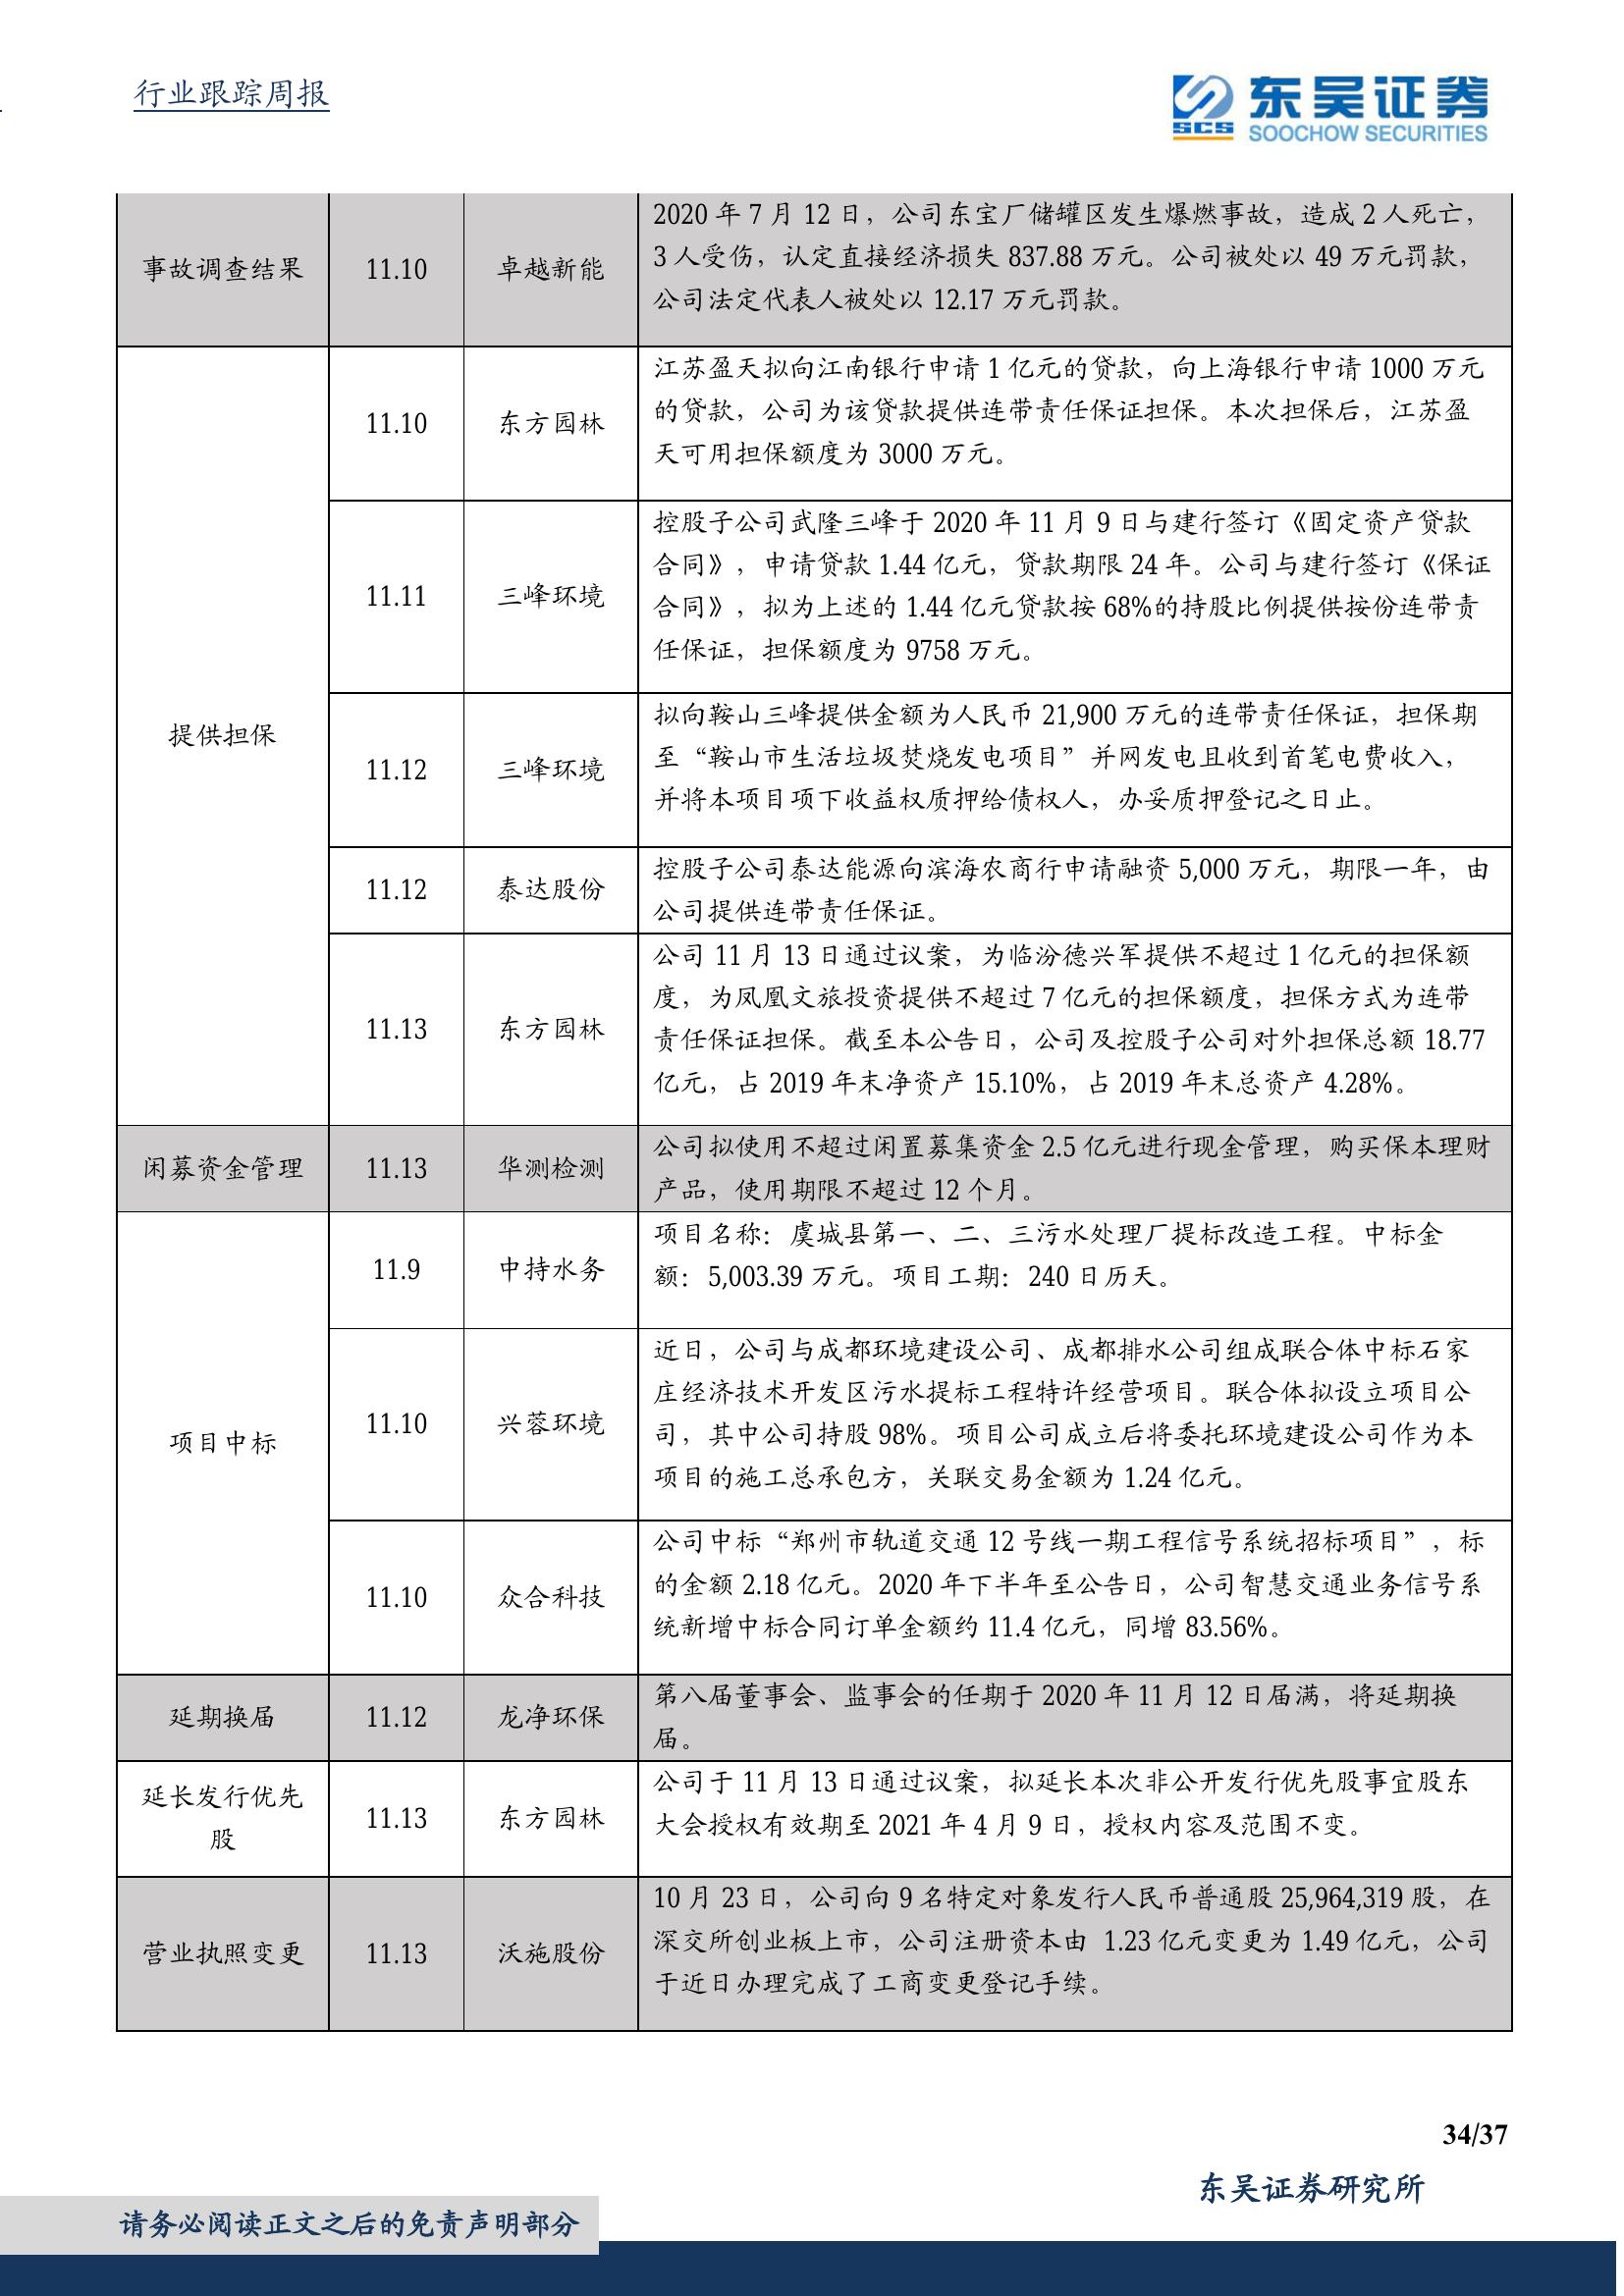 行业跟踪周报
东吴证券
SCS
SOOCHOW SECURITIES
事故调查结果
11.10
卓越新能
2020 年 7 月 12 日，公司东宝厂储罐区发生爆燃事故，造成 2 人死亡，
3 人受伤，认定直接经济损失 837.88 万元。公司被处以 49 万元罚款，
公司法定代表人被处以 12.17 万元罚款。
提供担保
11.10
东方园林
江苏盈天拟向江南银行申请 1 亿元的贷款，向上海银行申请 1000 万元
的贷款，公司为该贷款提供连带责任保证担保。本次担保后，江苏盈
天可用担保额度为 3000 万元。
11.11
三峰环境
控股子公司武隆三峰于 2020 年 11 月 9 日与建行签订《固定资产贷款
合同》，申请贷款 1.44 亿元，贷款期限 24 年。公司与建行签订《保证
合同》，拟为上述的 1.44 亿元贷款按 68%的持股比例提供按份连带责
任保证，担保额度为 9758 万元。
11.12
三峰环境
拟向鞍山三峰提供金额为人民币 21,900 万元的连带责任保证，担保期
至“鞍山市生活垃圾焚烧发电项目”并网发电且收到首笔电费收入，
并将本项目项下收益权质押给债权人，办妥质押登记之日止。
11.12
泰达股份
控股子公司泰达能源向滨海农商行申请融资 5,000 万元，期限一年，由
公司提供连带责任保证。
11.13
东方园林
公司 11 月 13 日通过议案，为临汾德兴军提供不超过 1 亿元的担保额
度，为凤凰文旅投资提供不超过 7 亿元的担保额度，担保方式为连带
责任保证担保。截至本公告日，公司及控股子公司对外担保总额 18.77
亿元，占 2019 年末净资产 15.10%，占 2019 年末总资产 4.28%。
闲募资金管理
11.13
华测检测
公司拟使用不超过闲置募集资金 2.5 亿元进行现金管理，购买保本理财
产品，使用期限不超过 12 个月。
项目中标
11.9
中持水务
项目名称：虞城县第一、二、三污水处理厂提标改造工程。中标金
额：5,003.39 万元。项目工期：240 日历天。
11.10
兴蓉环境
近日，公司与成都环境建设公司、成都排水公司组成联合体中标石家
庄经济技术开发区污水提标工程特许经营项目。联合体拟设立项目公
司，其中公司持股 98%。项目公司成立后将委托环境建设公司作为本
项目的施工总承包方，关联交易金额为 1.24 亿元。
11.10
众合科技
公司中标“郑州市轨道交通 12 号线一期工程信号系统招标项目”，标
的金额 2.18 亿元。2020 年下半年至公告日，公司智慧交通业务信号系
统新增中标合同订单金额约 11.4 亿元，同增 83.56%。
延期换届
11.12
龙净环保
第八届董事会、监事会的任期于 2020 年 11 月 12 日届满，将延期换
届。
延长发行优先
股
11.13
东方园林
公司于 11 月 13 日通过议案，拟延长本次非公开发行优先股事宜股东
大会授权有效期至 2021 年 4 月 9 日，授权内容及范围不变。
营业执照变更
11.13
沃施股份
10 月 23 日，公司向 9 名特定对象发行人民币普通股 25,964,319 股，在
深交所创业板上市，公司注册资本由 1.23 亿元变更为 1.49 亿元，公司
于近日办理完成了工商变更登记手续。
34/37
东吴证券研究所
请务必阅读正文之后的免责声明部分